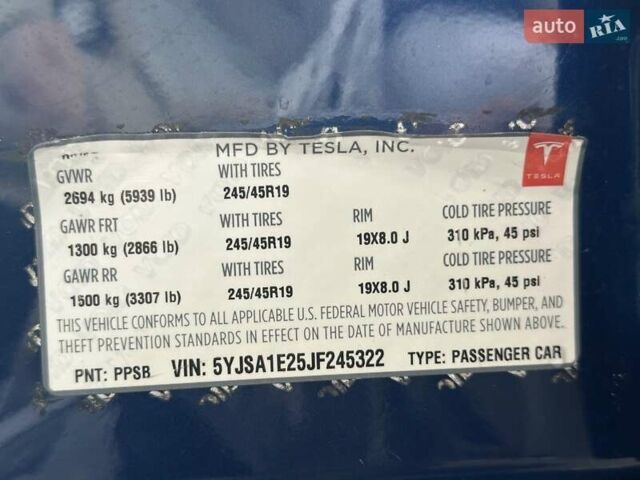 auto RIA.com
MFD BY TESLA, INC.
GVWR WITH TIRES
2694 kg (5939 lb) 245/45R19
TESLA
GAWR FRT WITH TIRES RIM COLD TIRE PRESSURE
1300 kg (2866 lb) 245/45R19 19X8.0 J 310 kPa, 45 psi
GAWR RR WITH TIRES RIM COLD TIRE PRESSURE
1500 kg (3307 lb) 245/45R19 19X8.0 J 310 kPa, 45 psi
THIS VEHICLE CONFORMS TO ALL APPLICABLE U.S. FEDERAL MOTOR VEHICLE SAFETY, BUMPER, AND
THEFT PREVENTION STANDARDS IN EFFECT ON THE DATE OF MANUFACTURE SHOWN ABOVE.
PNT: PPSB VIN: 5YJSA1E25JF245322 TYPE: PASSENGER CAR